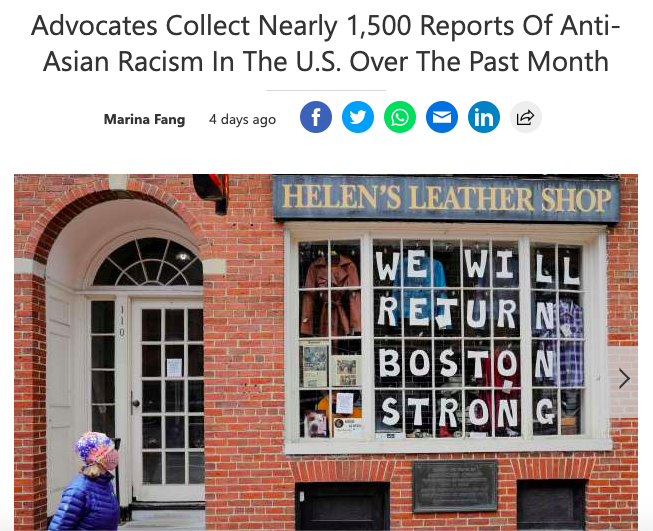 Advocates Collect Nearly 1,500 Reports Of Anti-
Asian Racism In The U.S. Over The Past Month
Marina Fang 4 days ago
HELEN'S LEATHER SHOP
110
WE WILL
RETURN
BOSTON
STRONG